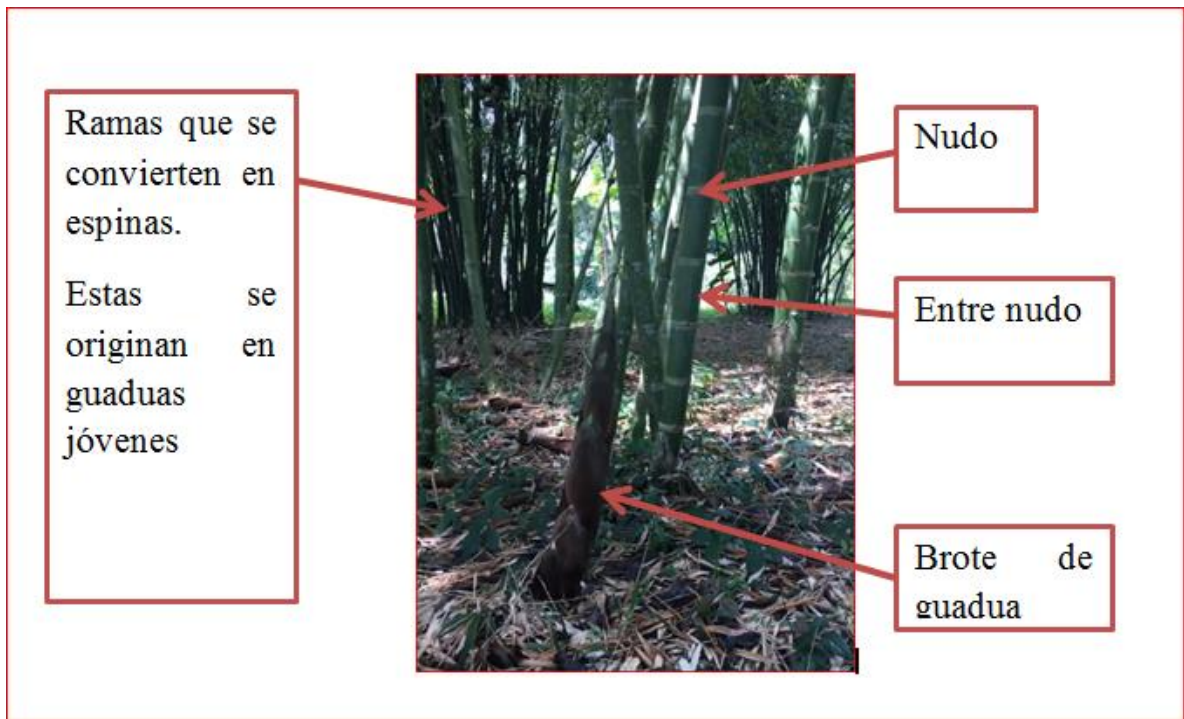 Ramas que se
convierten en
espinas.
Estas se
originan en
guaduas
jóvenes
Nudo
Entre nudo
Brote de
guadua